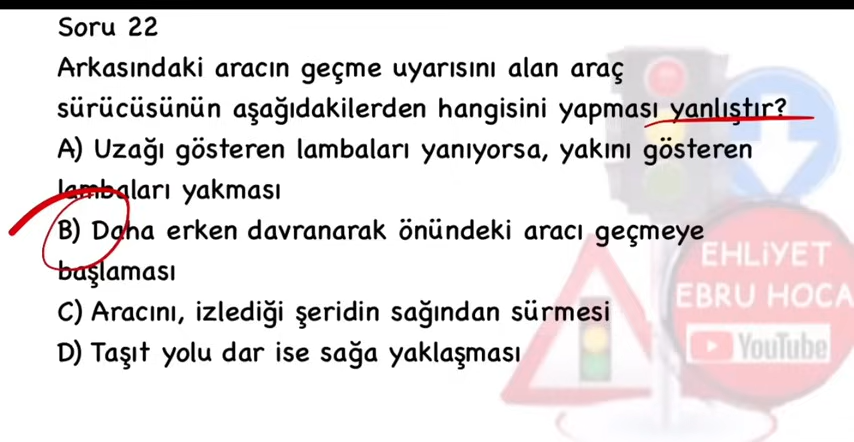 Soru 22
Arkasındaki aracın geçme uyarısını alan araç
sürücüsünün aşağıdakilerden hangisini yapması yanlıştır?
A) Uzağı gösteren lambaları yanıyorsa, yakını gösteren
lambaları yakması
B) Daha erken davranarak önündeki aracı geçmeye
başlaması
C) Aracını, izlediği şeridin sağından sürmesi
D) Taşıt yolu dar ise sağa yaklaşması
EHLİYET
EBRU HOCA
YouTube